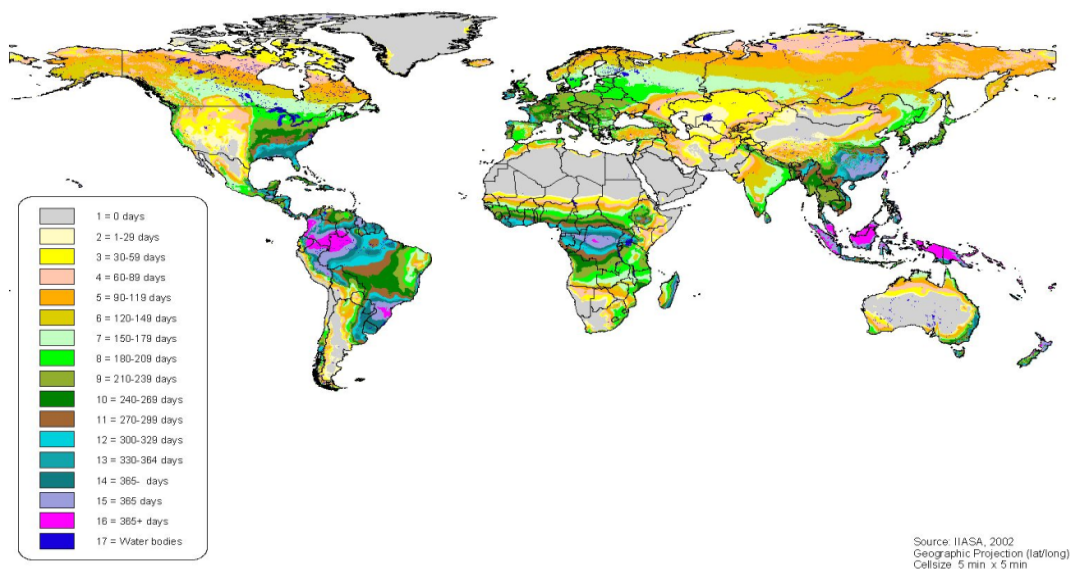 1 = 0 days
2 = 1-29 days
3 = 30-59 days
4 = 60-89 days
5 = 90-119 days
6 = 120-149 days
7 = 150-179 days
8 = 180-209 days
9 = 210-239 days
10 = 240-269 days
11 = 270-299 days
12 = 300-329 days
13 = 330-364 days
14 = 365- days
15 = 365 days
16 = 365+ days
17 = Water bodies
Source: IIASA, 2002
Geographic Projection (lat/long)
Cellsize 5 min x 5 min